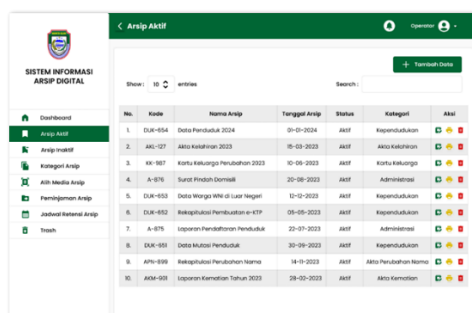 Arsip Aktif
Operator
SISTEM INFORMASI
ARSIP DIGITAL
Tambah Data
Show: 10 entries
Search:
Dashboard
Arsip Aktif
Arsip Inaktif
Kategori Arsip
Alih Media Arsip
Peminjaman Arsip
Jadwal Retensi Arsip
Trash
No. Kode Nama Arsip Tanggal Arsip Status Kategori Aksi
1. DUK-654 Data Penduduk 2024 01-01-2024 Aktif Kependudukan
2. AKL-127 Akta Kelahiran 2023 15-03-2023 Aktif Akta Kelahiran
3. KK-987 Kartu Keluarga Perubahan 2023 10-06-2023 Aktif Kartu Keluarga
4. A-876 Surat Pindah Domisili 20-08-2023 Aktif Administrasi
5. DUK-653 Data Warga WNI di Luar Negeri 12-12-2023 Aktif Kependudukan
6. DUK-652 Rekapitulasi Pembuatan e-KTP 05-05-2023 Aktif Kependudukan
7. A-875 Laporan Pendaftaran Penduduk 22-07-2023 Aktif Administrasi
8. DUK-651 Data Mutasi Penduduk 30-09-2023 Aktif Kependudukan
9. APN-899 Rekapitulasi Perubahan Nama 14-11-2023 Aktif Akta Perubahan Nama
10. AKM-901 Laporan Kematian Tahun 2023 28-02-2023 Aktif Akta Kematian